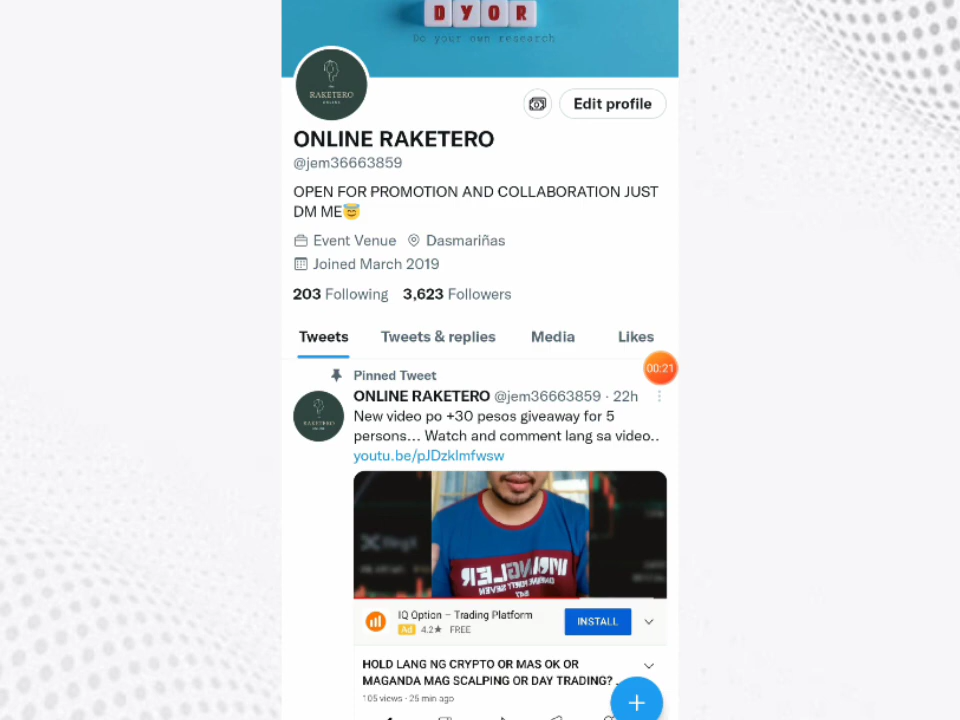 D Y O R
Do your own research
RAKETERO
ONLINE
Edit profile
ONLINE RAKETERO
@jem36663859
OPEN FOR PROMOTION AND COLLABORATION JUST
DM ME😇
Event Venue Dasmariñas
Joined March 2019
203 Following 3,623 Followers
Tweets Tweets & replies Media Likes
00:21
Pinned Tweet
ONLINE RAKETERO @jem36663859 · 22h
New video po +30 pesos giveaway for 5
persons... Watch and comment lang sa video..
youtu.be/pJDzklmfwsw
RAKETERO
IQ Option – Trading Platform
Ad 4.2★ FREE
INSTALL
HOLD LANG NG CRYPTO OR MAS OK OR
MAGANDA MAG SCALPING OR DAY TRADING?
105 views · 25 min ago